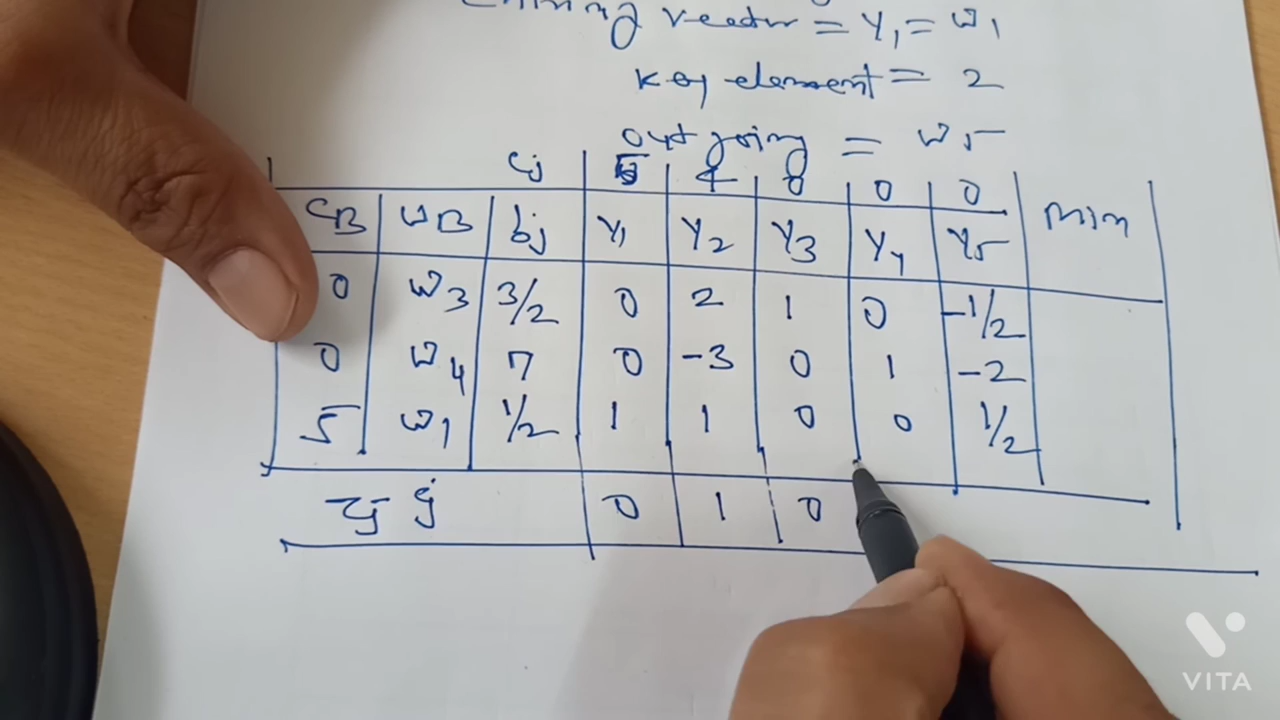 vector = Y1 = W1
Key element = 2
outgoing = W5
Cj 5 4 0 0 0
CB WB bj Y1 Y2 Y3 Y4 Y5 Min
0 W3 3/2 0 2 1 0 -1/2
0 W4 7 0 -3 0 1 -2
5 W1 1/2 1 1 0 0 1/2
0 1 0
VITA